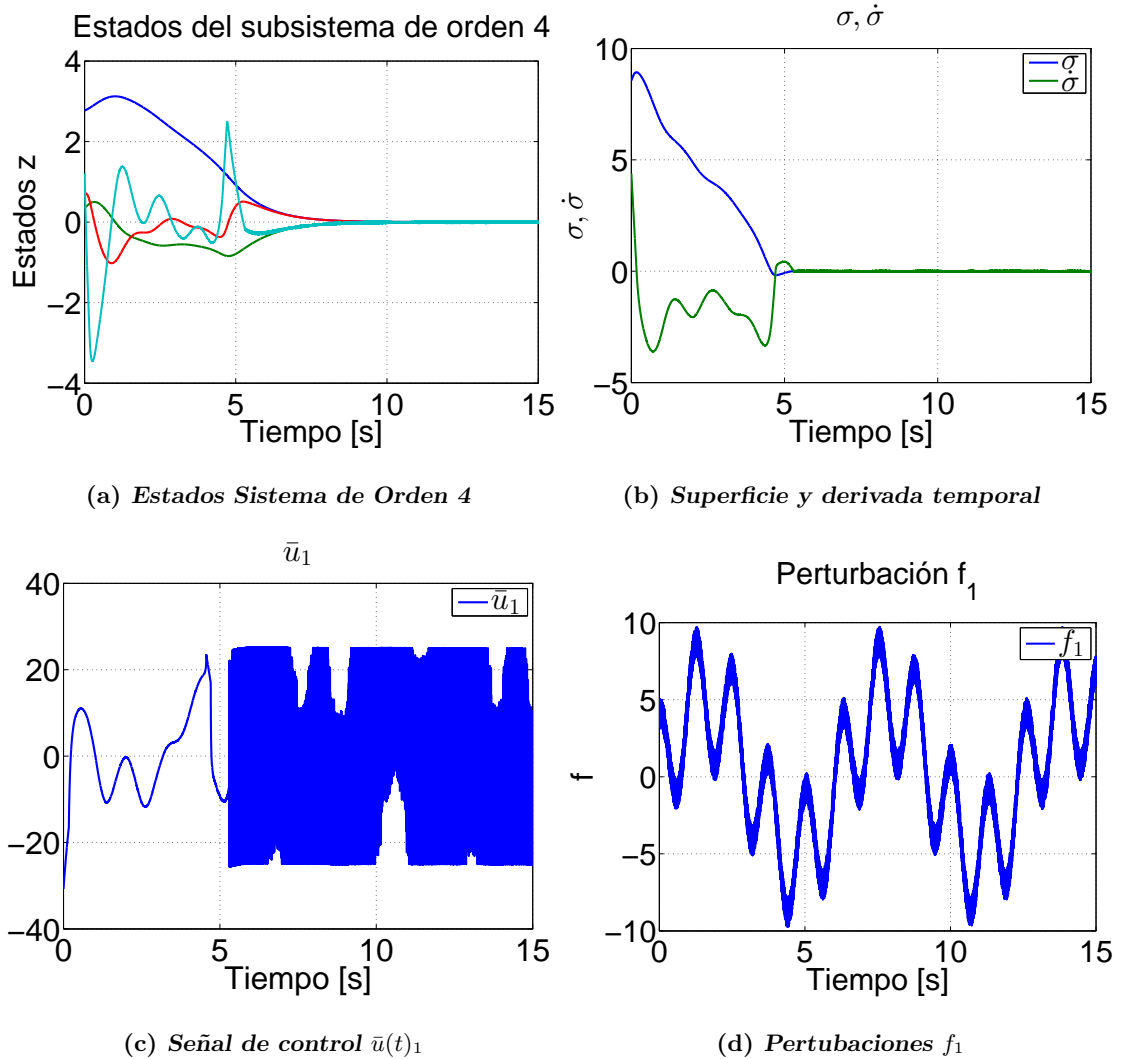 Estados del subsistema de orden 4
4
2
0
−2
−4
Estados z
0
5
10
15
Tiempo [s]
(a) Estados Sistema de Orden 4
σ, σ̇
10
5
0
−5
σ, σ̇
σ
σ̇
0
5
10
15
Tiempo [s]
(b) Superficie y derivada temporal
ū₁
40
20
0
−20
−40
ū₁
0
5
10
15
Tiempo [s]
(c) Señal de control ū(t)₁
Perturbación f₁
10
5
0
−5
−10
f
f₁
0
5
10
15
Tiempo [s]
(d) Pertubaciones f₁